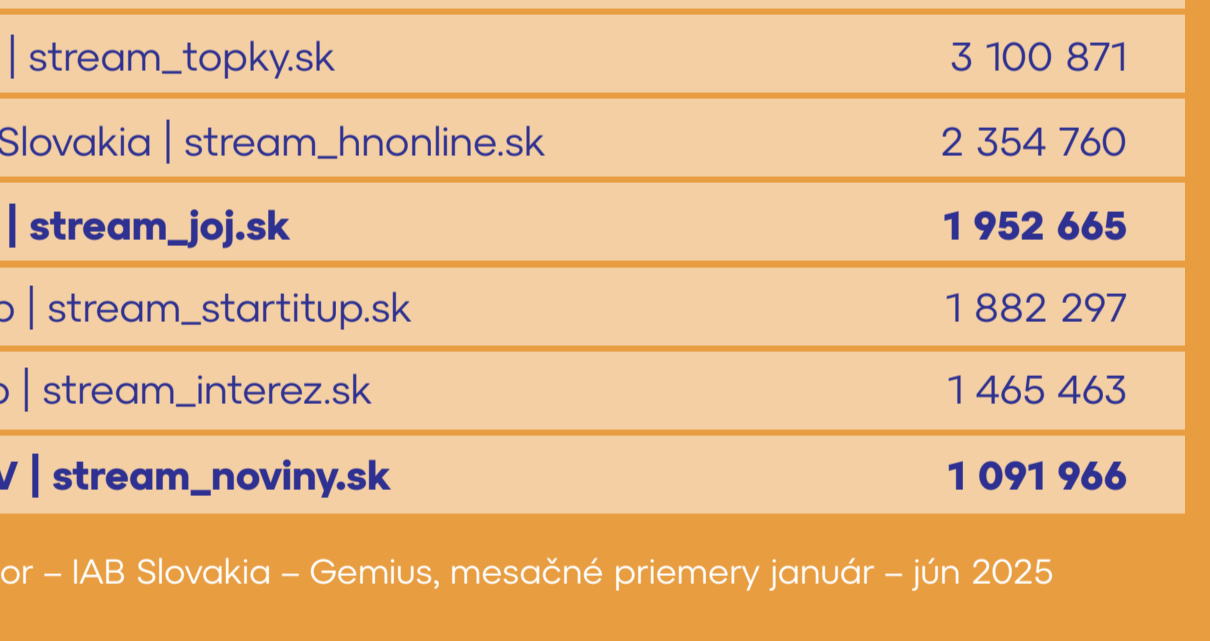 | stream_topky.sk 3 100 871
Slovakia | stream_hnonline.sk 2 354 760
| stream_joj.sk 1 952 665
| stream_startitup.sk 1 882 297
| stream_interez.sk 1 465 463
V | stream_noviny.sk 1 091 966
or – IAB Slovakia – Gemius, mesačné priemery január – jún 2025